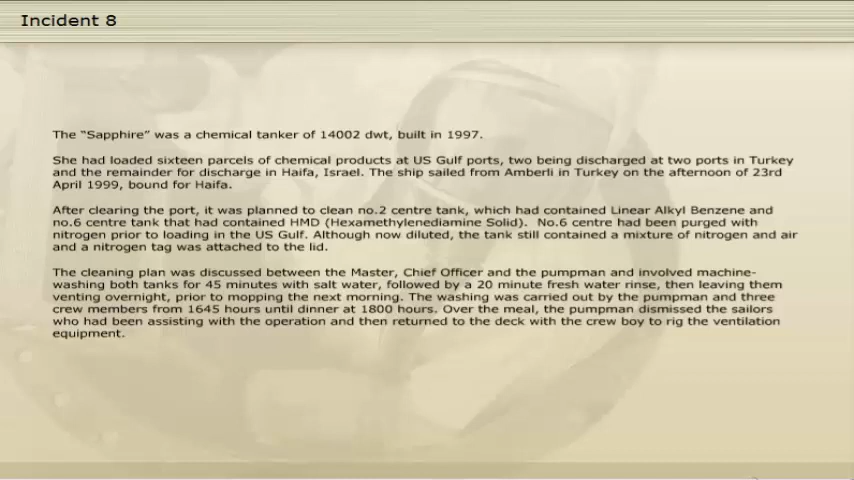 Incident 8
The “Sapphire” was a chemical tanker of 14002 dwt, built in 1997.
She had loaded sixteen parcels of chemical products at US Gulf ports, two being discharged at two ports in Turkey
and the remainder for discharge in Haifa, Israel. The ship sailed from Amberli in Turkey on the afternoon of 23rd
April 1999, bound for Haifa.
After clearing the port, it was planned to clean no.2 centre tank, which had contained Linear Alkyl Benzene and
no.6 centre tank that had contained HMD (Hexamethylenediamine Solid).  No.6 centre had been purged with
nitrogen prior to loading in the US Gulf. Although now diluted, the tank still contained a mixture of nitrogen and air
and a nitrogen tag was attached to the lid.
The cleaning plan was discussed between the Master, Chief Officer and the pumpman and involved machine-
washing both tanks for 45 minutes with salt water, followed by a 20 minute fresh water rinse, then leaving them
venting overnight, prior to mopping the next morning. The washing was carried out by the pumpman and three
crew members from 1645 hours until dinner at 1800 hours. Over the meal, the pumpman dismissed the sailors
who had been assisting with the operation and then returned to the deck with the crew boy to rig the ventilation
equipment.